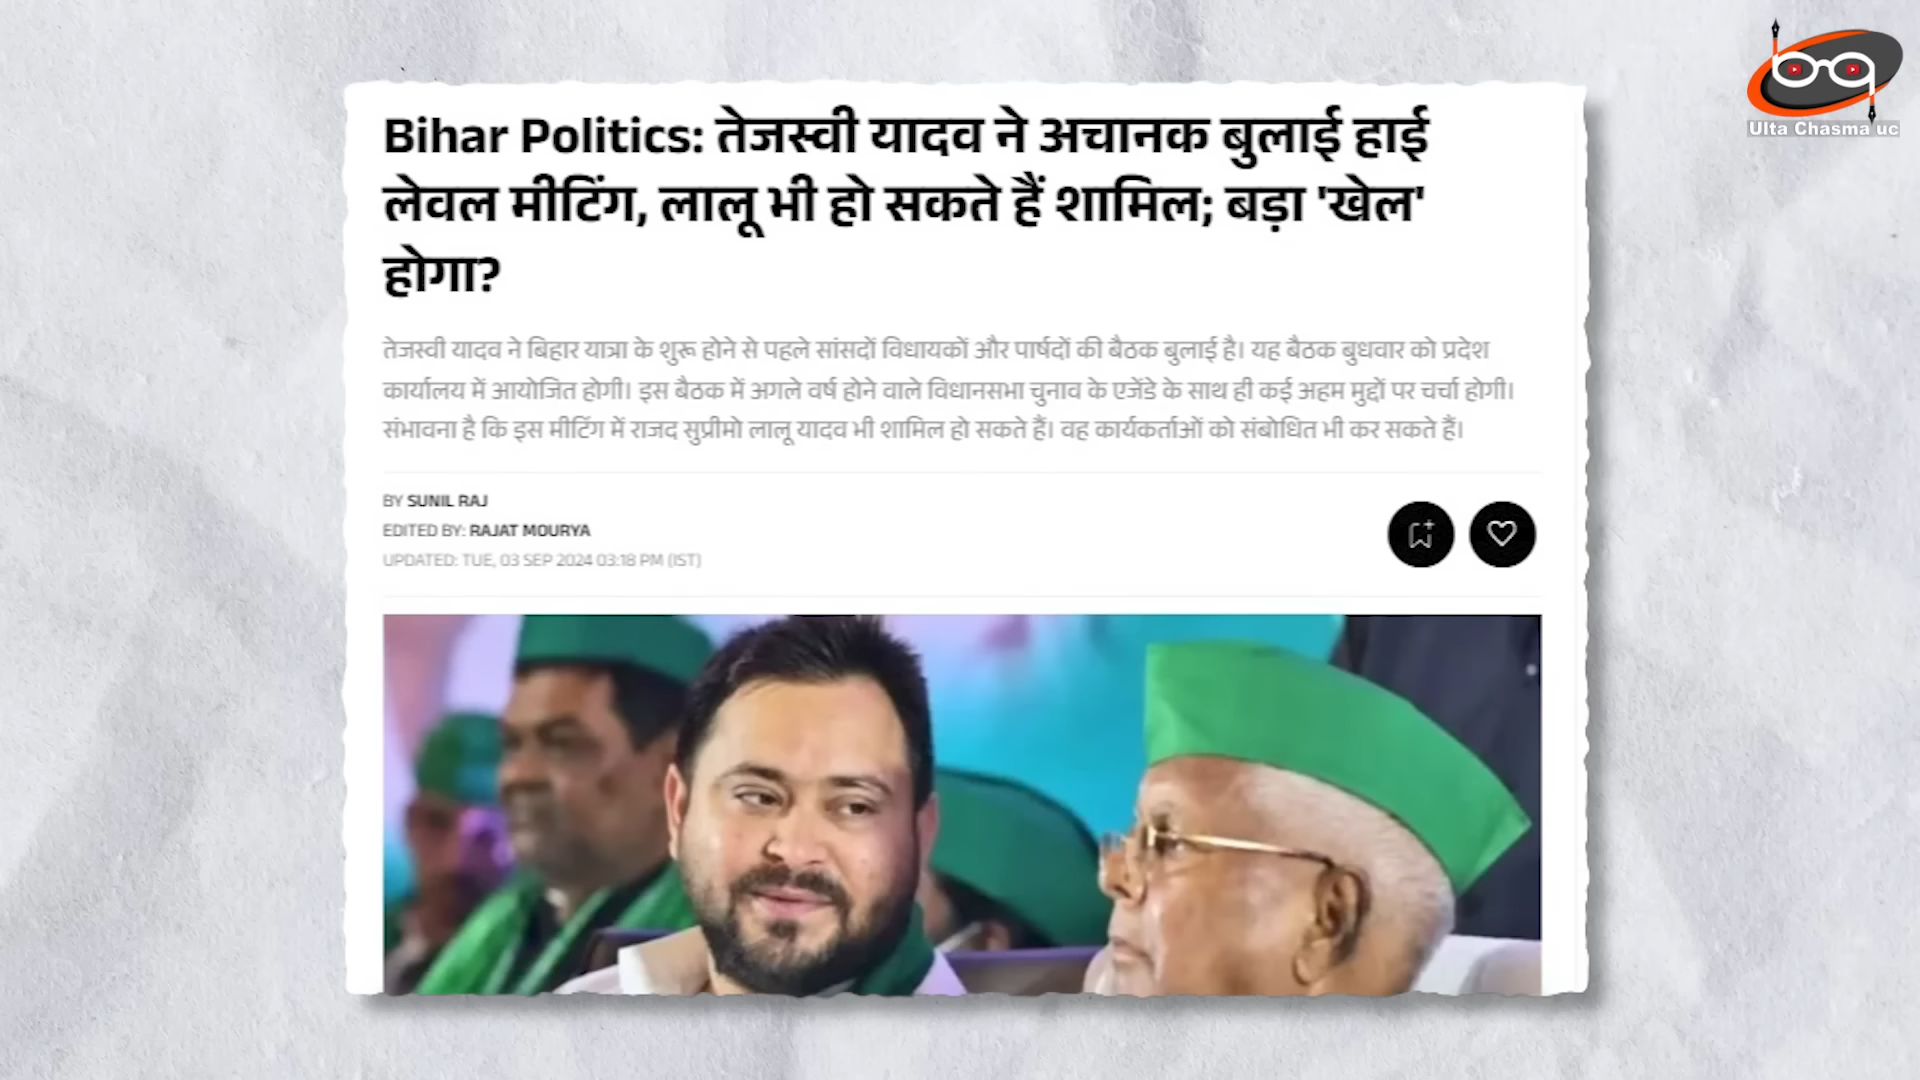 Ulta Chasma uc
Bihar Politics: तेजस्वी यादव ने अचानक बुलाई हाई
लेवल मीटिंग, लालू भी हो सकते हैं शामिल; बड़ा 'खेल'
होगा?
तेजस्वी यादव ने बिहार यात्रा के शुरू होने से पहले सांसदों विधायकों और पार्षदों की बैठक बुलाई है। यह बैठक बुधवार को प्रदेश
कार्यालय में आयोजित होगी। इस बैठक में अगले वर्ष होने वाले विधानसभा चुनाव के एजेंडे के साथ ही कई अहम मुद्दों पर चर्चा होगी।
संभावना है कि इस मीटिंग में राजद सुप्रीमो लालू यादव भी शामिल हो सकते हैं। वह कार्यकर्ताओं को संबोधित भी कर सकते हैं।
BY SUNIL RAJ
EDITED BY: RAJAT MOURYA
UPDATED: TUE, 03 SEP 2024 03:18 PM (IST)